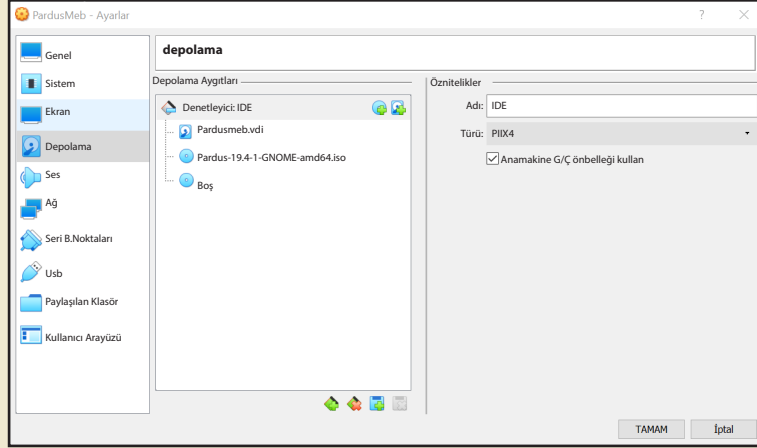 PardusMeb - Ayarlar
?
Genel
Sistem
Ekran
Depolama
Ses
Ağ
Seri B.Noktaları
Usb
Paylaşılan Klasör
Kullanıcı Arayüzü
depolama
Depolama Aygıtları
Denetleyici: IDE
Pardusmeb.vdi
Pardus-19.4-1-GNOME-amd64.iso
Boş
Öznitelikler
Adı: IDE
Türü: PIIX4
Anamakine G/Ç önbelleği kullan
TAMAM
İptal